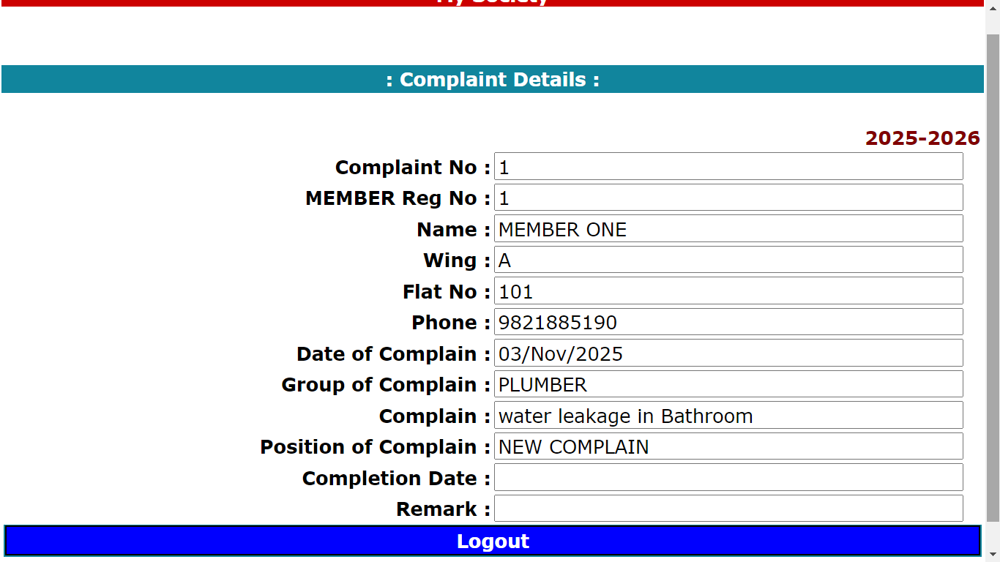 My Society
: Complaint Details :
2025-2026
Complaint No : 1
MEMBER Reg No : 1
Name : MEMBER ONE
Wing : A
Flat No : 101
Phone : 9821885190
Date of Complain : 03/Nov/2025
Group of Complain : PLUMBER
Complain : water leakage in Bathroom
Position of Complain : NEW COMPLAIN
Completion Date :
Remark :
Logout